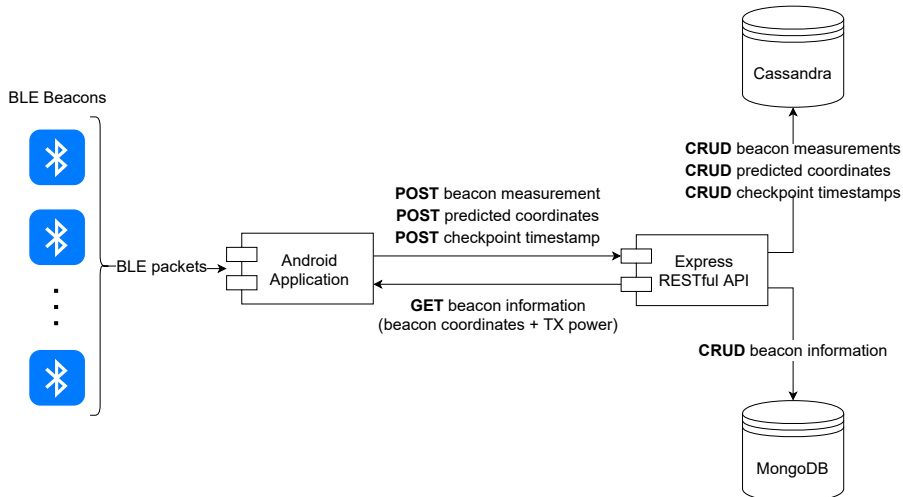 BLE Beacons
BLE packets
Android
Application
POST beacon measurement
POST predicted coordinates
POST checkpoint timestamp
GET beacon information
(beacon coordinates + TX power)
Express
RESTful API
Cassandra
CRUD beacon measurements
CRUD predicted coordinates
CRUD checkpoint timestamps
CRUD beacon information
MongoDB